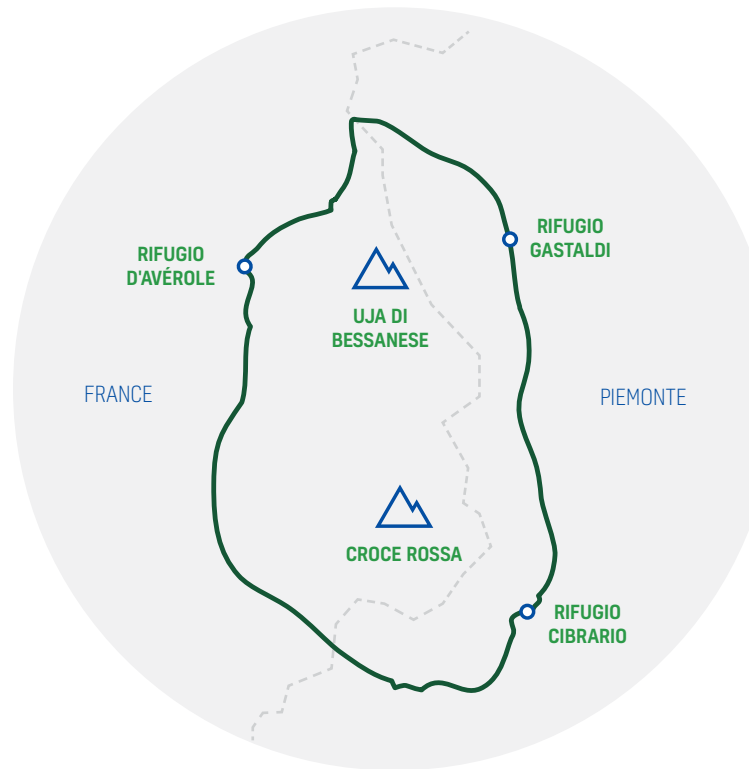 RIFUGIO
GASTALDI
RIFUGIO
D'AVÉROLE
UJA DI
BESSANESE
FRANCE
PIEMONTE
CROCE ROSSA
RIFUGIO
CIBRARIO